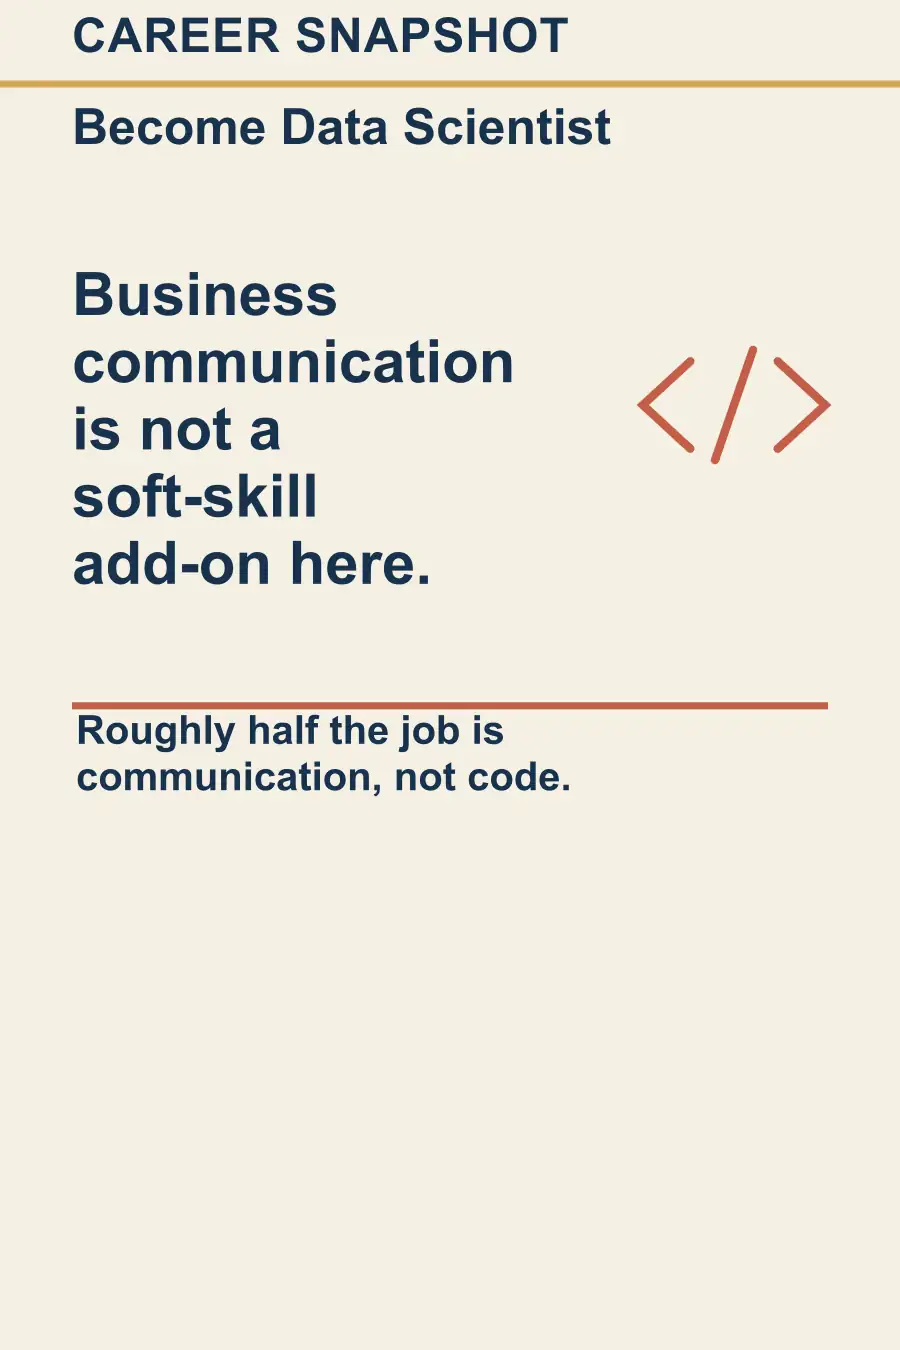 CAREER SNAPSHOT
Become Data Scientist
Business
communication
is not a
soft-skill
add-on here.
Roughly half the job is
communication, not code.